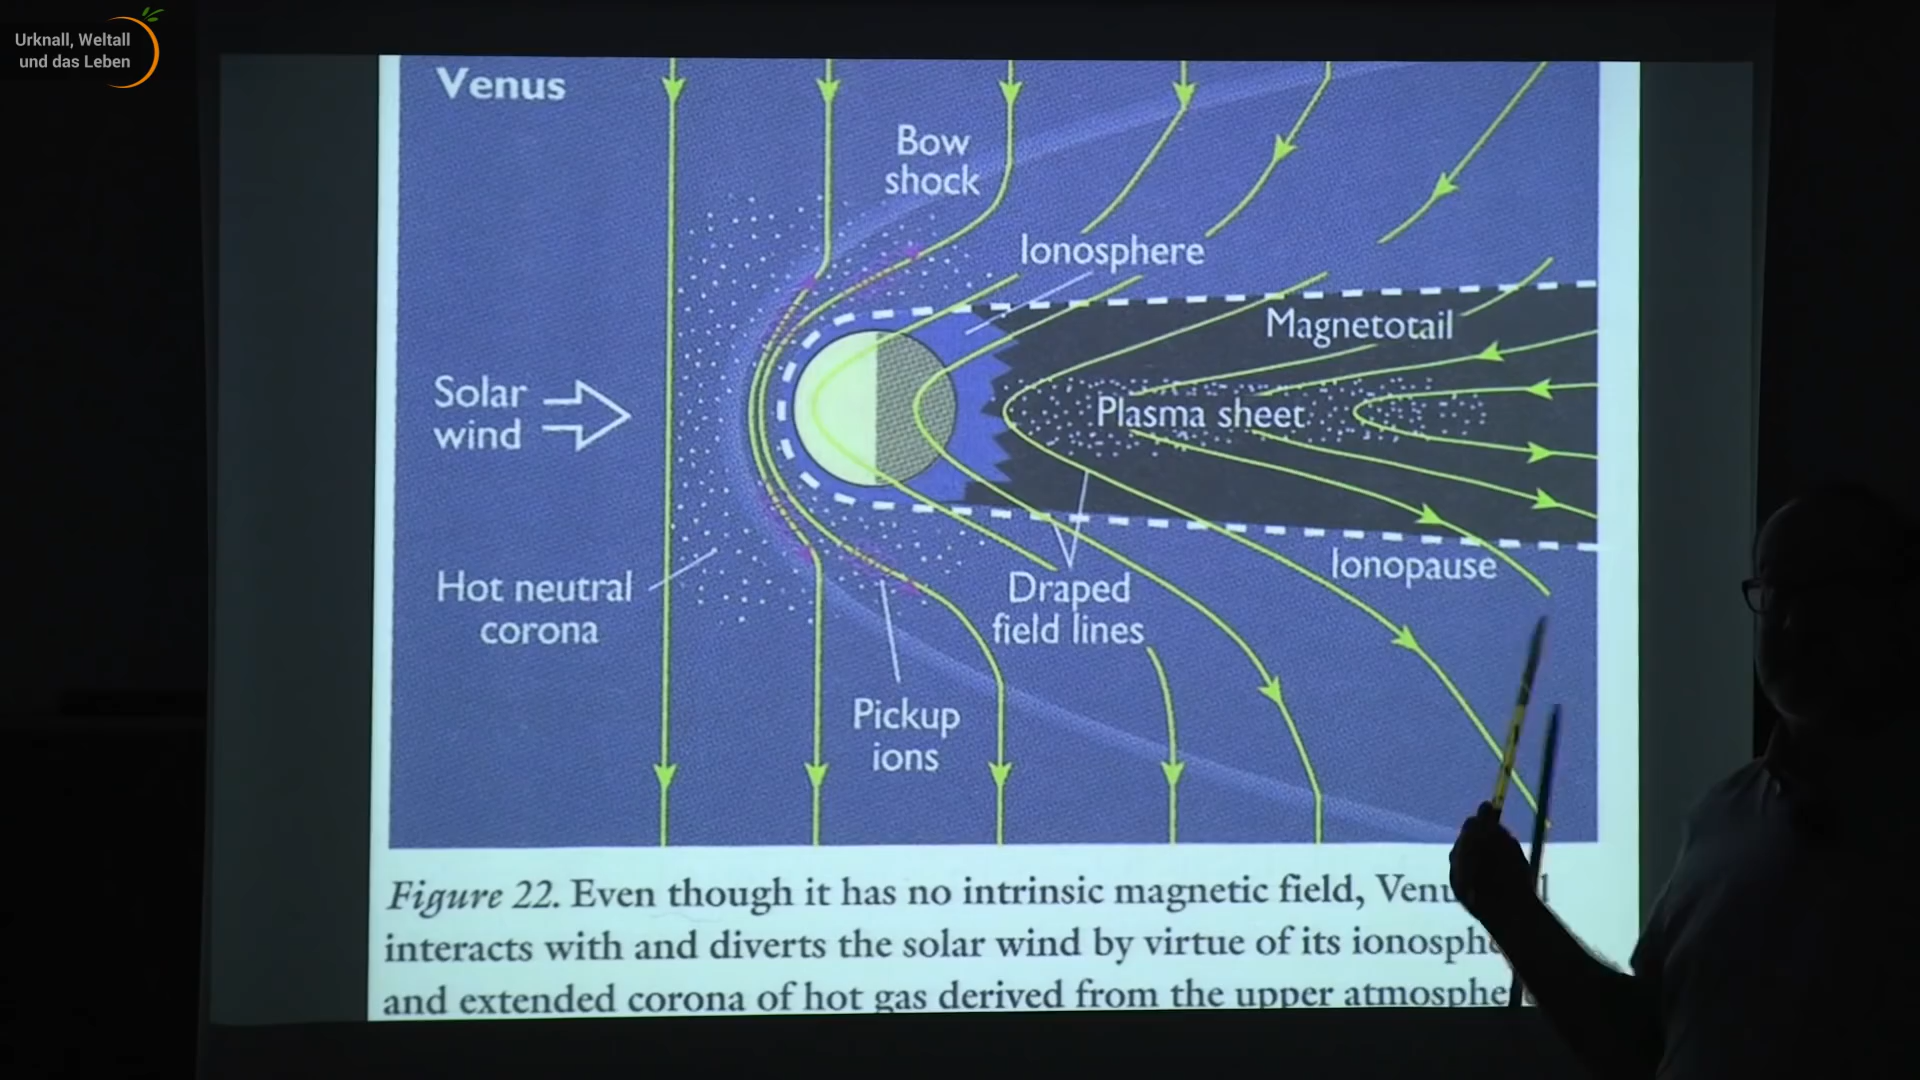 Urknall, Weltall
und das Leben
Venus
Bow
shock
Ionosphere
Magnetotail
Solar
wind
Plasma sheet
Hot neutral
corona
Draped
field lines
Ionopause
Pickup
ions
Figure 22. Even though it has no intrinsic magnetic field,
interacts with and diverts the solar wind by virtue of its
and extended corona of hot gas derived from the upper